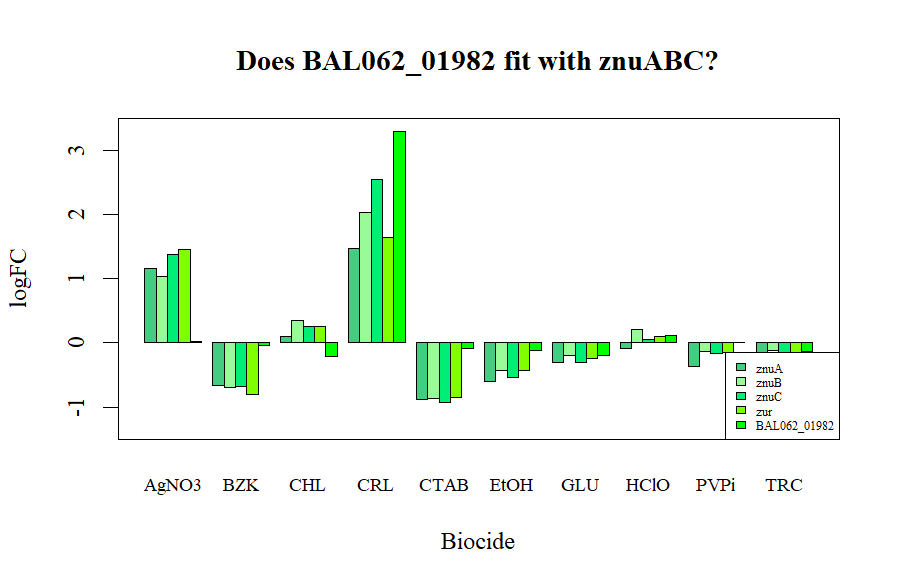 Does BAL062_01982 fit with znuABC?
logFC
3
2
1
0
-1
znuA
znuB
znuC
zur
BAL062_01982
AgNO3 BZK CHL CRL CTAB EtOH GLU HClO PVPi TRC
Biocide